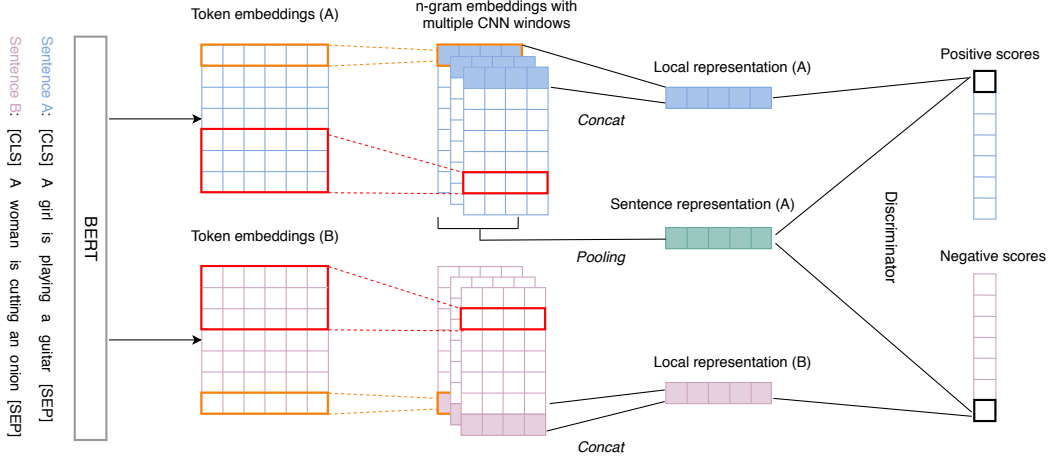 Sentence A: [CLS] A girl is playing a guitar [SEP]
Sentence B: [CLS] A woman is cutting an onion [SEP]
BERT
Token embeddings (A)
n-gram embeddings with
multiple CNN windows
Local representation (A)
Positive scores
Concat
Sentence representation (A)
Token embeddings (B)
Pooling
Discriminator
Negative scores
Local representation (B)
Concat